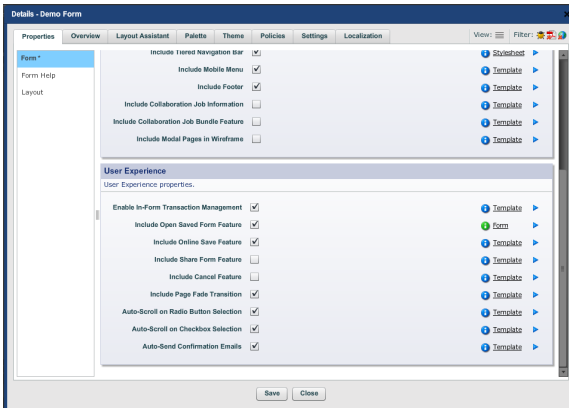 Details - Demo Form
Properties Overview Layout Assistant Palette Theme Policies Settings Localization View: Filter:
Form *
Form Help
Layout
Include Tiered Navigation Bar Stylesheet
Include Mobile Menu Template
Include Footer Template
Include Collaboration Job Information Template
Include Collaboration Job Bundle Feature Template
Include Modal Pages in Wireframe Template
User Experience
User Experience properties.
Enable In-Form Transaction Management Template
Include Open Saved Form Feature Form
Include Online Save Feature Template
Include Share Form Feature Template
Include Cancel Feature Template
Include Page Fade Transition Template
Auto-Scroll on Radio Button Selection Template
Auto-Scroll on Checkbox Selection Template
Auto-Send Confirmation Emails Template
Save Close